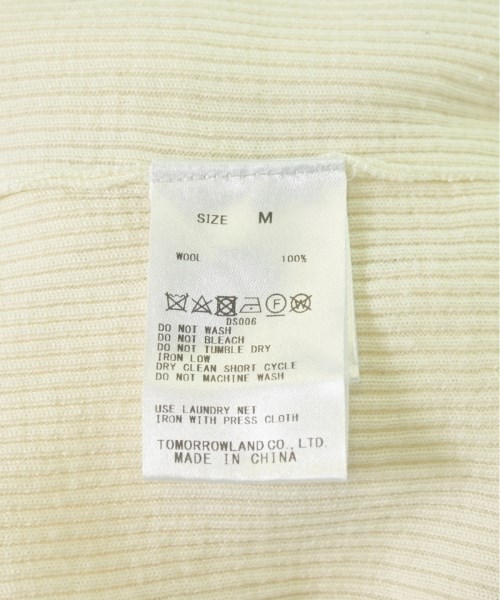 SIZE M
WOOL 100%
DS006
DO NOT WASH
DO NOT BLEACH
DO NOT TUMBLE DRY
IRON LOW
DRY CLEAN SHORT CYCLE
DO NOT MACHINE WASH
USE LAUNDRY NET
IRON WITH PRESS CLOTH
TOMORROWLAND CO., LTD.
MADE IN CHINA